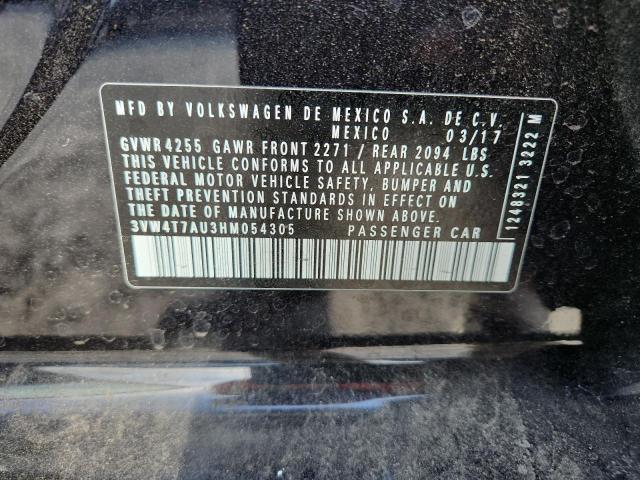 MFD BY VOLKSWAGEN DE MEXICO S.A. DE C.V.
MEXICO 03/17
GVWR 4255 GAWR FRONT 2271 / REAR 2094 LBS
THIS VEHICLE CONFORMS TO ALL APPLICABLE U.S.
FEDERAL MOTOR VEHICLE SAFETY, BUMPER AND
THEFT PREVENTION STANDARDS IN EFFECT ON
THE DATE OF MANUFACTURE SHOWN ABOVE
3VW4T7AU3HM054305 PASSENGER CAR
1248321 3222 M